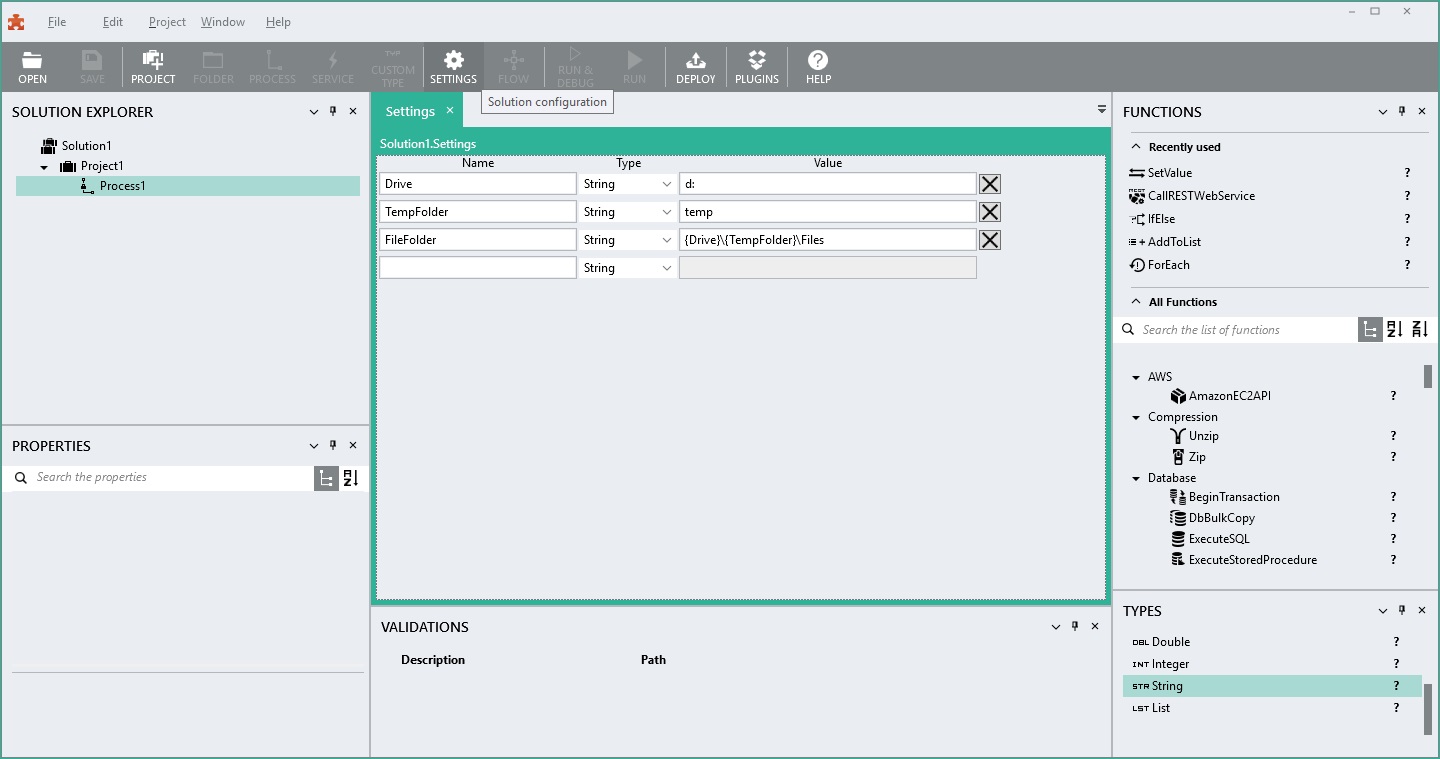 File Edit Project Window Help
OPEN SAVE PROJECT FOLDER PROCESS SERVICE TYP CUSTOM TYPE SETTINGS FLOW RUN & DEBUG RUN DEPLOY PLUGINS HELP
Solution configuration
SOLUTION EXPLORER
Solution1
Project1
Process1
PROPERTIES
Search the properties
Settings
Solution1.Settings
Name Type Value
Drive String d:
TempFolder String temp
FileFolder String {Drive}\{TempFolder}\Files
String
VALIDATIONS
Description Path
FUNCTIONS
Recently used
SetValue ?
CallRESTWebService ?
IfElse ?
AddToList ?
ForEach ?
All Functions
Search the list of functions
AWS
AmazonEC2API ?
Compression
Unzip ?
Zip ?
Database
BeginTransaction ?
DbBulkCopy ?
ExecuteSQL ?
ExecuteStoredProcedure ?
TYPES
DBL Double ?
INT Integer ?
STR String ?
LST List ?